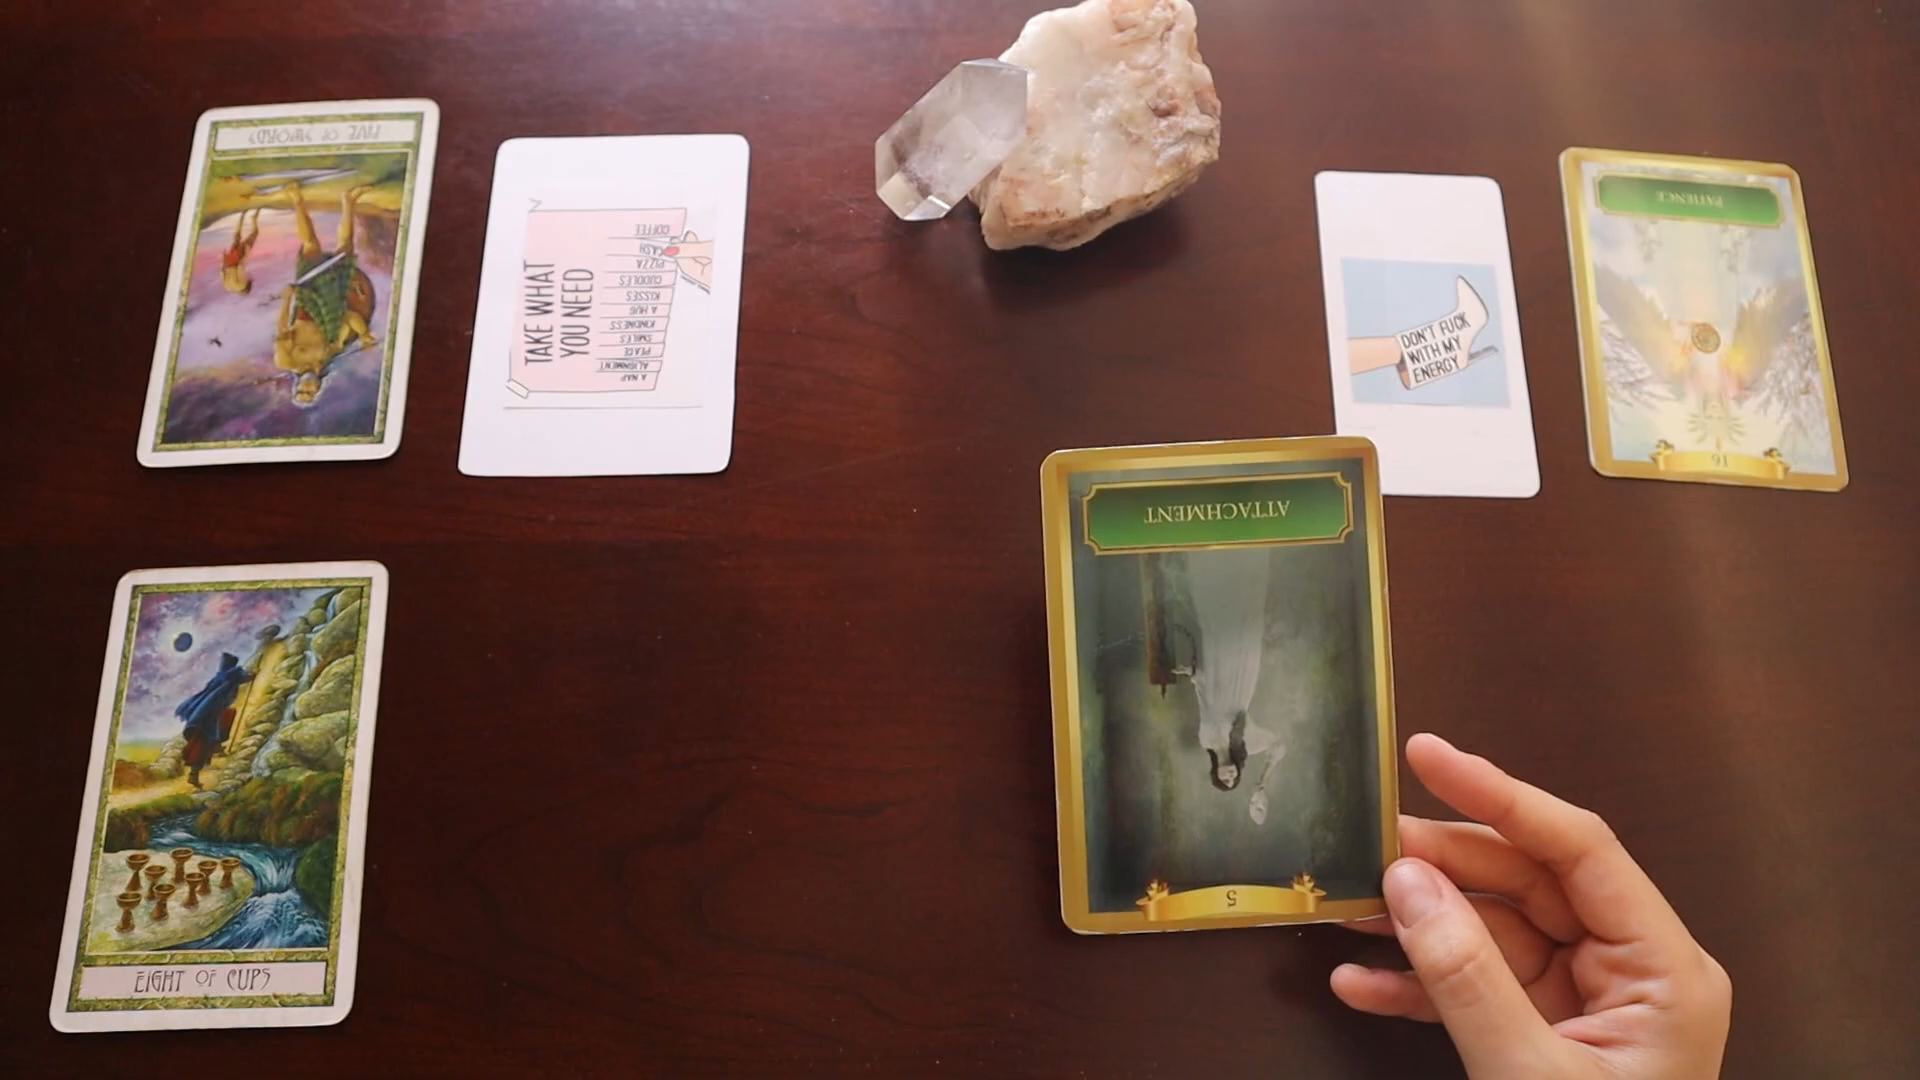 FIVE OF SWORDS
TAKE WHAT
YOU NEED
COFFEE
CASH
PIZZA
CUDDLES
KISSES
A HUG
KINDNESS
SMILES
PEACE
ALIGNMENT
A NAP
DON'T FUCK
WITH MY
ENERGY
PATIENCE
16
ATTACHMENT
5
EIGHT OF CUPS